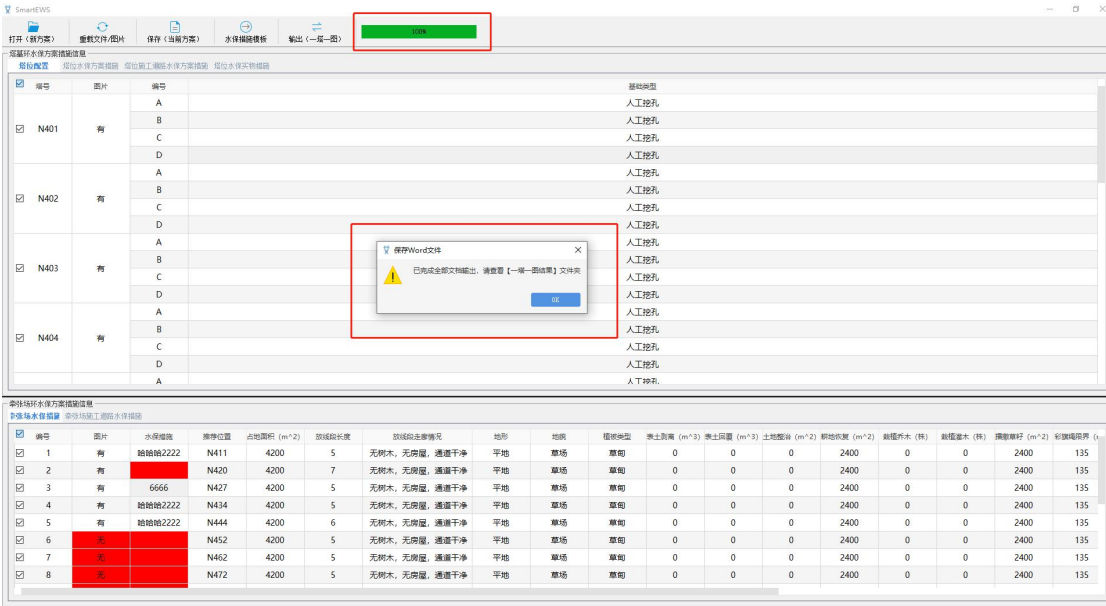 SmartEWS
打开（新方案） 重载文件/图片 保存（当前方案） 水保措施模板 输出（一塔一图） 100%
塔基环水保方案措施信息
塔位配置 塔位水保方案措施 塔位施工道路水保方案措施 塔位水保实物措施
塔号 图片 编号 基础类型
A 人工挖孔
B 人工挖孔
N401 有
C 人工挖孔
D 人工挖孔
A 人工挖孔
B 人工挖孔
N402 有
C 人工挖孔
D 人工挖孔
A 人工挖孔
B 人工挖孔
N403 有
C 人工挖孔
D 人工挖孔
A 人工挖孔
B 人工挖孔
N404 有
C 人工挖孔
D 人工挖孔
A 人工挖孔
保存Word文件
已完成全部文档输出，请查看【一塔一图结果】文件夹
OK
牵张场环水保方案措施信息
牵张场水保措施 牵张场施工道路水保措施
编号 图片 水保措施 推荐位置 占地面积（m^2） 放线段长度 放线段走廊情况 地形 地貌 植被类型 表土剥离（m^3） 表土回覆（m^3） 土地整治（m^2） 耕地恢复（m^2） 栽植乔木（株） 栽植灌木（株） 撒播草籽（m^2） 彩旗绳限界（m
1 有 哈哈哈2222 N411 4200 5 无树木，无房屋，通道干净 平地 草场 草甸 0 0 0 2400 0 0 2400 135
2 有 N420 4200 7 无树木，无房屋，通道干净 平地 草场 草甸 0 0 0 2400 0 0 2400 135
3 有 6666 N427 4200 5 无树木，无房屋，通道干净 平地 草场 草甸 0 0 0 2400 0 0 2400 135
4 有 哈哈哈2222 N434 4200 5 无树木，无房屋，通道干净 平地 草场 草甸 0 0 0 2400 0 0 2400 135
5 有 哈哈哈2222 N444 4200 6 无树木，无房屋，通道干净 平地 草场 草甸 0 0 0 2400 0 0 2400 135
6 无 N452 4200 5 无树木，无房屋，通道干净 平地 草场 草甸 0 0 0 2400 0 0 2400 135
7 无 N462 4200 5 无树木，无房屋，通道干净 平地 草场 草甸 0 0 0 2400 0 0 2400 135
8 无 N472 4200 5 无树木，无房屋，通道干净 平地 草场 草甸 0 0 0 2400 0 0 2400 135